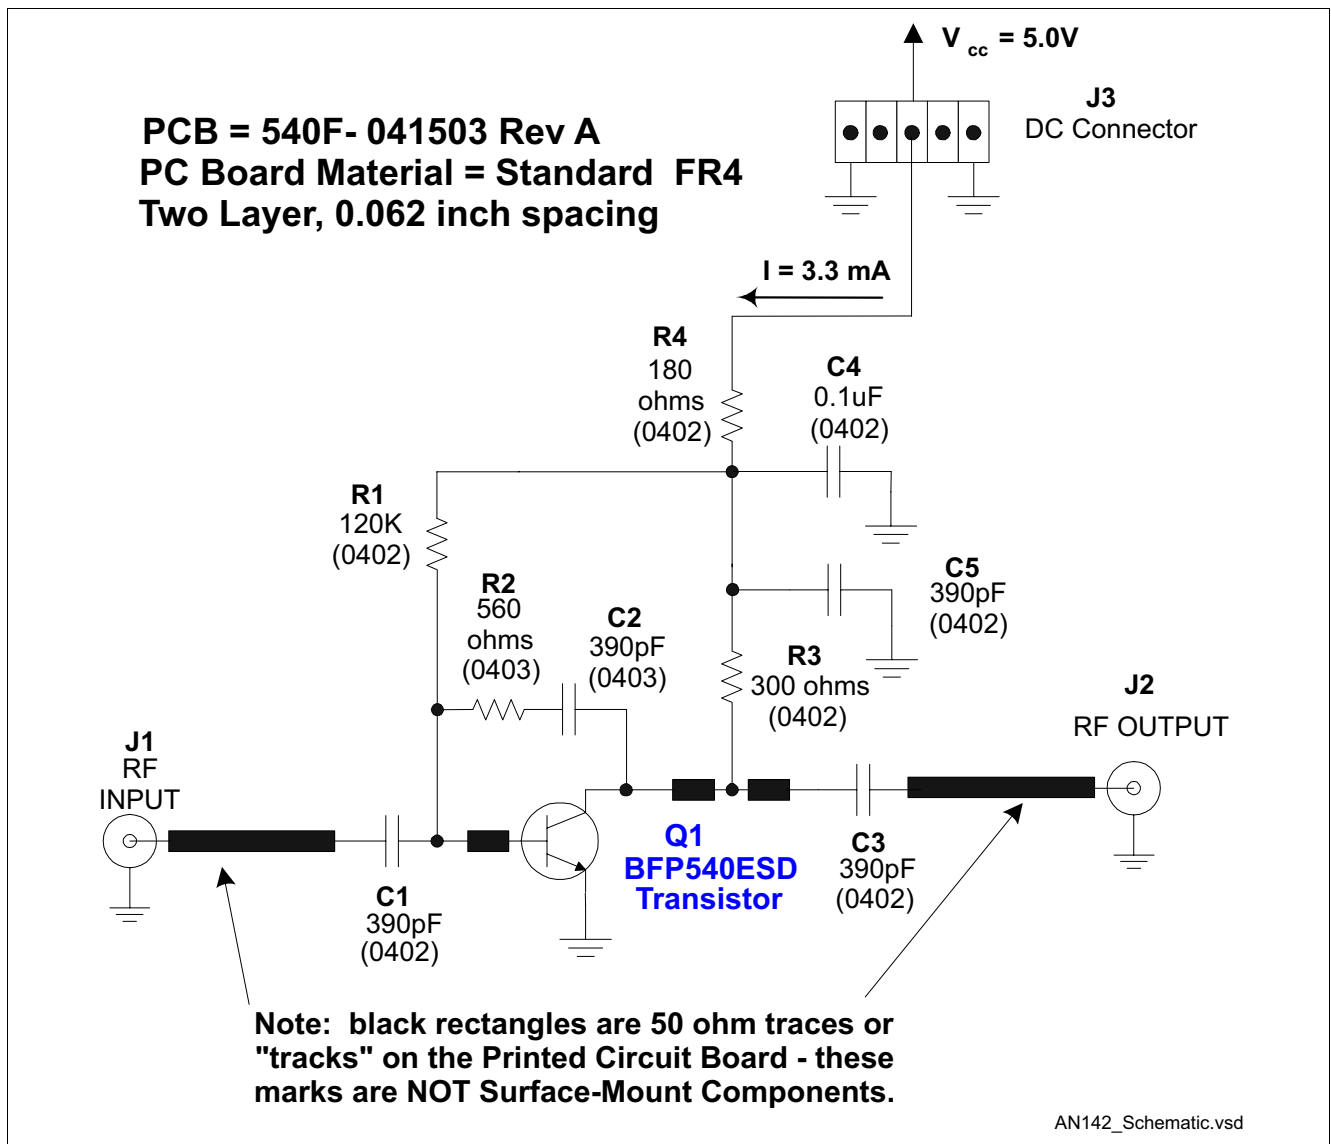 V cc = 5.0V
J3
DC Connector
PCB = 540F- 041503 Rev A
PC Board Material = Standard FR4
Two Layer, 0.062 inch spacing
I = 3.3 mA
R4
180
ohms
(0402)
C4
0.1uF
(0402)
R1
120K
(0402)
R2
560
ohms
(0403)
C2
390pF
(0403)
C5
390pF
(0402)
R3
300 ohms
(0402)
J2
RF OUTPUT
J1
RF
INPUT
Q1
BFP540ESD
Transistor
C3
390pF
(0402)
C1
390pF
(0402)
Note: black rectangles are 50 ohm traces or
"tracks" on the Printed Circuit Board - these
marks are NOT Surface-Mount Components.
AN142_Schematic.vsd